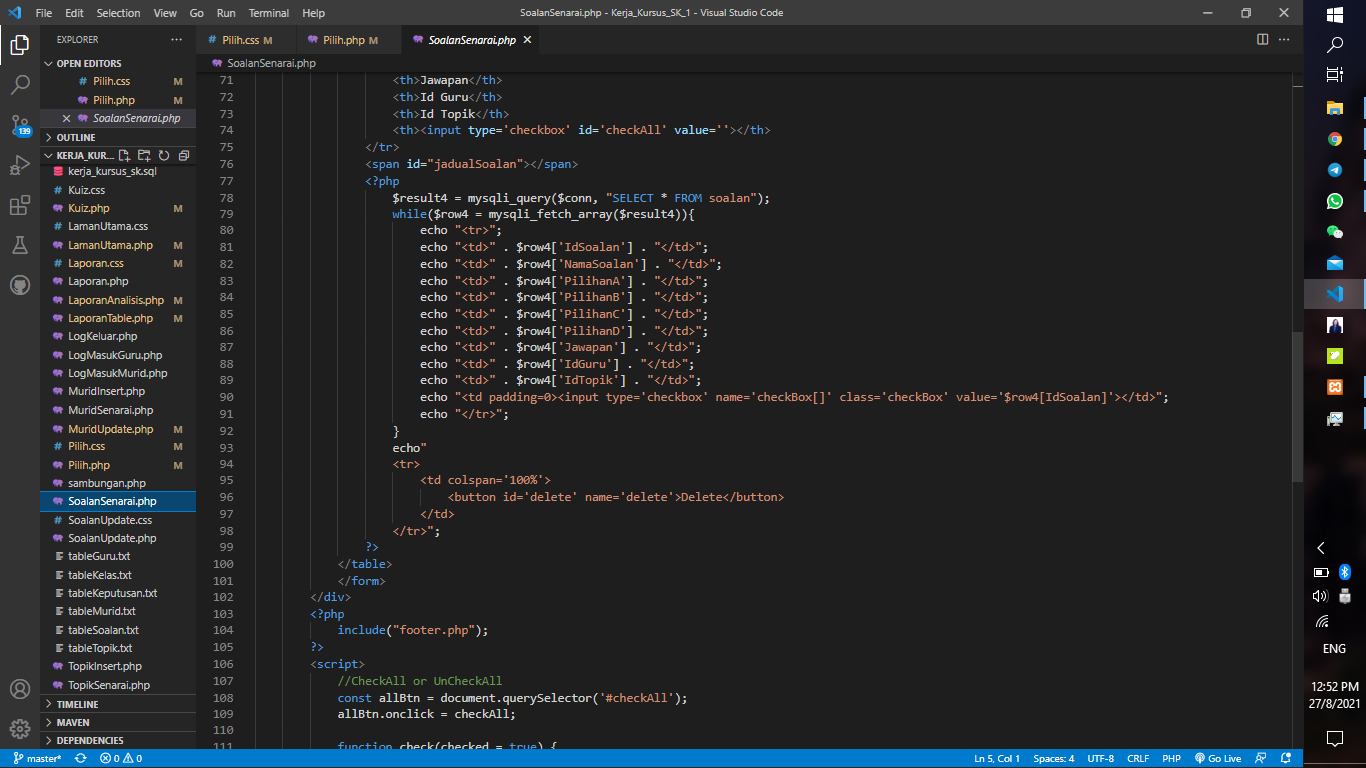 File Edit Selection View Go Run Terminal Help
SoalanSenarai.php - Kerja_Kursus_SK_1 - Visual Studio Code
EXPLORER
OPEN EDITORS
# Pilih.css M
Pilih.php M
SoalanSenarai.php
OUTLINE
KERJA_KUR...
kerja_kursus_sk.sql
# Kuiz.css
Kuiz.php M
# LamanUtama.css
LamanUtama.php M
# Laporan.css M
Laporan.php
LaporanAnalisis.php M
LaporanTable.php M
LogKeluar.php
LogMasukGuru.php
LogMasukMurid.php
MuridInsert.php
MuridSenarai.php
MuridUpdate.php M
# Pilih.css M
Pilih.php M
sambungan.php
SoalanSenarai.php
# SoalanUpdate.css
SoalanUpdate.php
tableGuru.txt
tableKelas.txt
tableKeputusan.txt
tableMurid.txt
tableSoalan.txt
tableTopik.txt
TopikInsert.php
TopikSenarai.php
TIMELINE
MAVEN
DEPENDENCIES
139
# Pilih.css M Pilih.php M SoalanSenarai.php
SoalanSenarai.php
71 <th>Jawapan</th>
72 <th>Id Guru</th>
73 <th>Id Topik</th>
74 <th><input type='checkbox' id='checkAll' value=''></th>
75 </tr>
76 <span id="jadualSoalan"></span>
77 <?php
78 $result4 = mysqli_query($conn, "SELECT * FROM soalan");
79 while($row4 = mysqli_fetch_array($result4)){
80 echo "<tr>";
81 echo "<td>" . $row4['IdSoalan'] . "</td>";
82 echo "<td>" . $row4['NamaSoalan'] . "</td>";
83 echo "<td>" . $row4['PilihanA'] . "</td>";
84 echo "<td>" . $row4['PilihanB'] . "</td>";
85 echo "<td>" . $row4['PilihanC'] . "</td>";
86 echo "<td>" . $row4['PilihanD'] . "</td>";
87 echo "<td>" . $row4['Jawapan'] . "</td>";
88 echo "<td>" . $row4['IdGuru'] . "</td>";
89 echo "<td>" . $row4['IdTopik'] . "</td>";
90 echo "<td padding=0><input type='checkbox' name='checkBox[]' class='checkBox' value='$row4[IdSoalan]'></td>";
91 echo "</tr>";
92 }
93 echo"
94 <tr>
95 <td colspan='100%'>
96 <button id='delete' name='delete'>Delete</button>
97 </td>
98 </tr>";
99 ?>
100 </table>
101 </form>
102 </div>
103 <?php
104 include("footer.php");
105 ?>
106 <script>
107 //CheckAll or UnCheckAll
108 const allBtn = document.querySelector('#checkAll');
109 allBtn.onclick = checkAll;
110
111 function check(checked = true) {
master* 0 0 Ln 5, Col 1 Spaces: 4 UTF-8 CRLF PHP Go Live
ENG
12:52 PM
27/8/2021